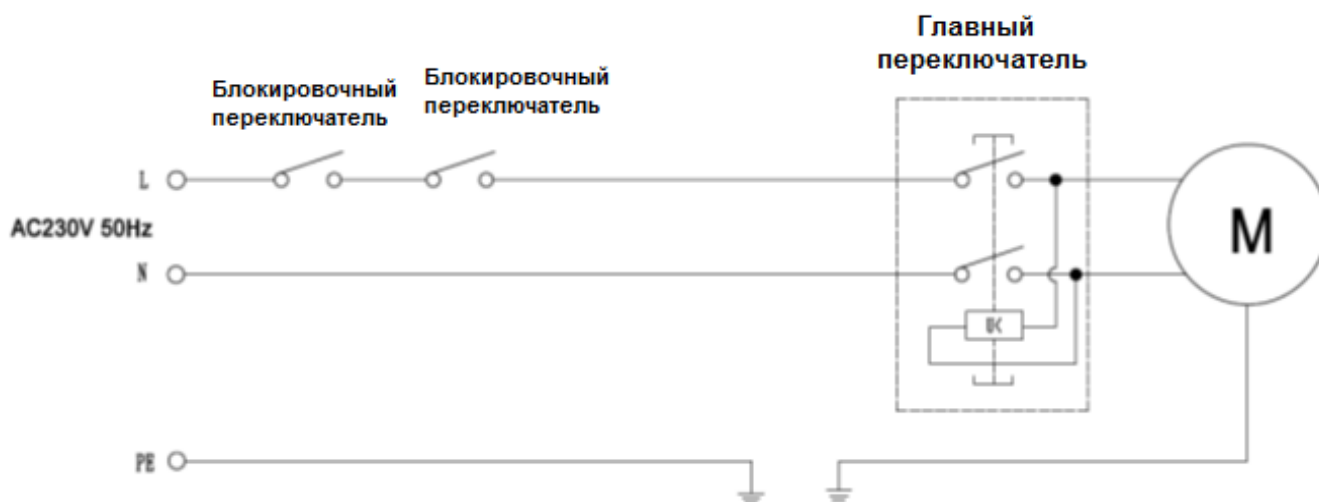 Главный
переключатель
Блокировочный
переключатель
Блокировочный
переключатель
L
AC230V 50Hz
N
M
PE